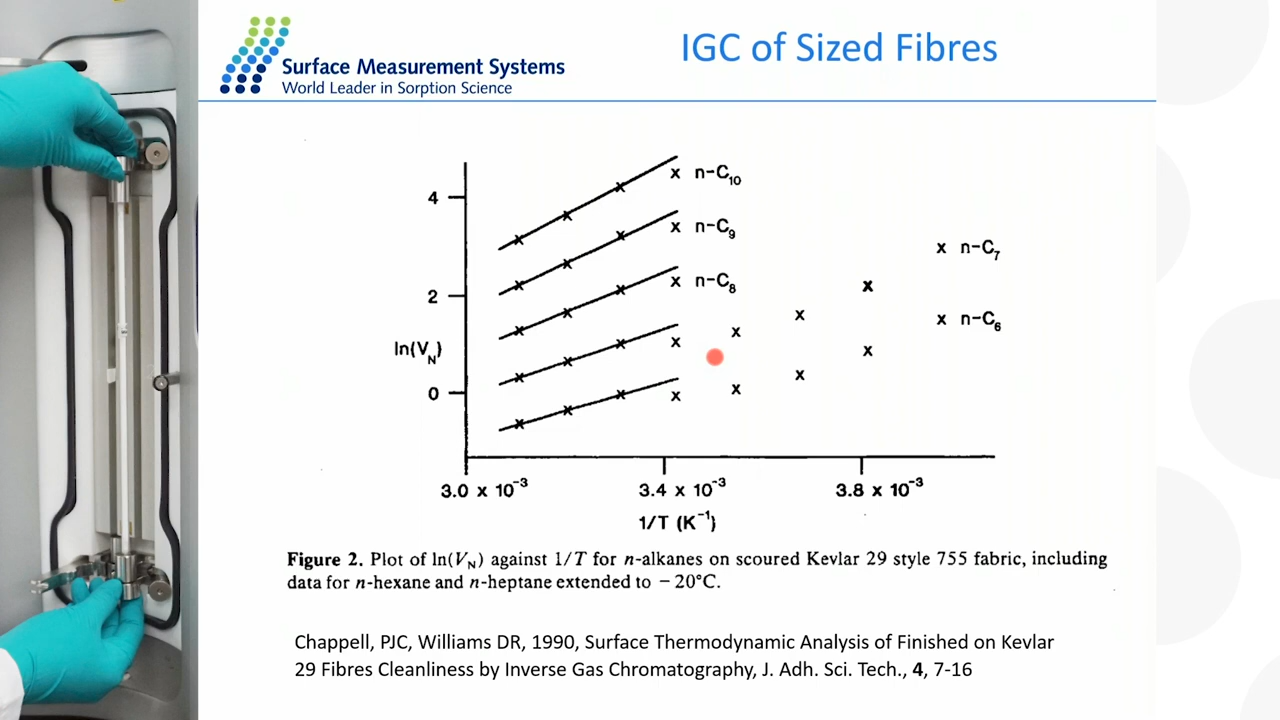 IGC of Sized Fibres
Surface Measurement Systems
World Leader in Sorption Science
4
2
0
ln(V_N)
n-C₁₀
n-C₉
n-C₈
n-C₇
n-C₆
3.0 x 10⁻³
3.4 x 10⁻³
3.8 x 10⁻³
1/T (K⁻¹)
Figure 2. Plot of ln(V_N) against 1/T for n-alkanes on scoured Kevlar 29 style 755 fabric, including
data for n-hexane and n-heptane extended to − 20°C.
Chappell, PJC, Williams DR, 1990, Surface Thermodynamic Analysis of Finished on Kevlar
29 Fibres Cleanliness by Inverse Gas Chromatography, J. Adh. Sci. Tech., 4, 7-16